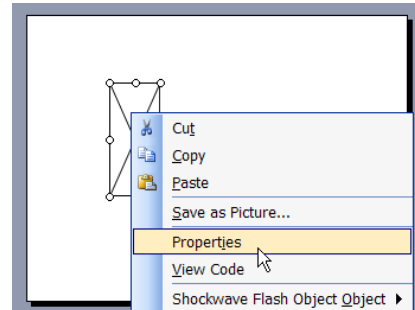 Cut
Copy
Paste
Save as Picture...
Properties
View Code
Shockwave Flash Object Object